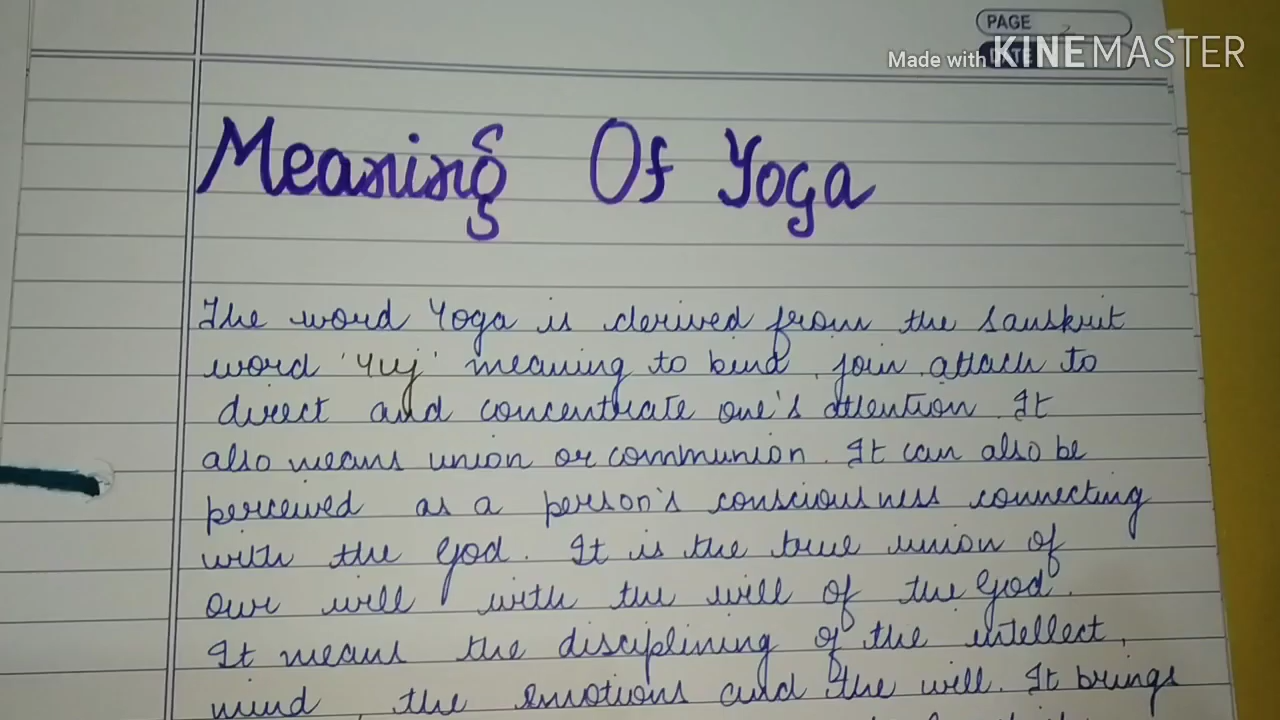 PAGE
Made with KINEMASTER
Meaning Of Yoga
The word Yoga is derived from the Sanskrit
word 'Yuj' meaning to bind, join, attach to
direct and concentrate one's attention. It
also means union or communion. It can also be
perceived as a person's consciousness connecting
with the God. It is the true union of
our will with the will of the God.
It means the disciplining of the intellect,
mind, the emotions and the will. It brings